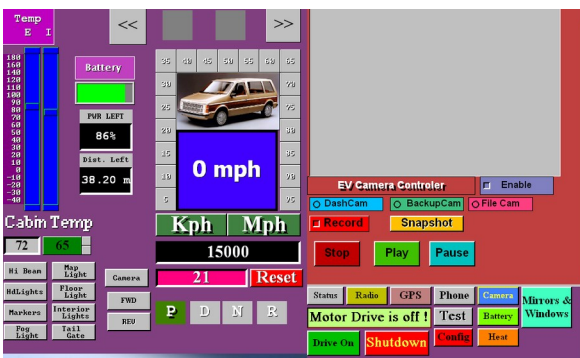 Temp
E I
<<
>>
180
160
140
120
110
100
90
80
70
60
50
40
30
20
10
0
-10
-20
-30
-40
Battery
PWR LEFT
86%
Dist. Left
38.20 m
35 40 45 50 55 60 65
30
25
20
15
10
5
70
75
80
85
90
95
0 mph
Cabin Temp
72
65
Kph
Mph
15000
21
Reset
Hi Beam
Map
Light
HdLights
Floor
Light
Markers
Interior
Lights
Fog
Light
Tail
Gate
Camera
FWD
REU
P
D
N
R
EV Camera Controler
Enable
DashCam
BackupCam
File Cam
Record
Snapshot
Stop
Play
Pause
Status
Radio
GPS
Phone
Camera
Mirrors &
Windows
Motor Drive is off !
Test
Battery
Drive On
Shutdown
Config
Heat